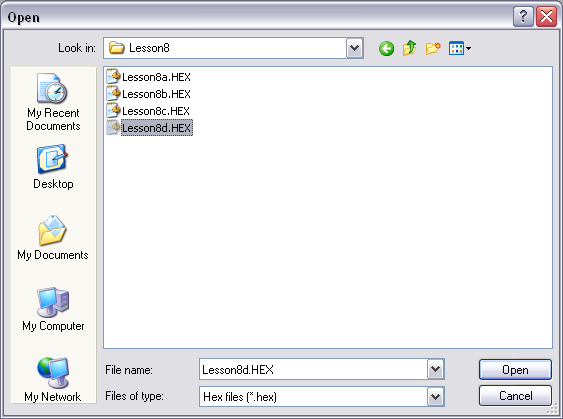 Open
Look in:
Lesson8
My Recent
Documents
Desktop
My Documents
My Computer
My Network
Lesson8a.HEX
Lesson8b.HEX
Lesson8c.HEX
Lesson8d.HEX
File name:
Lesson8d.HEX
Open
Files of type:
Hex files (*.hex)
Cancel